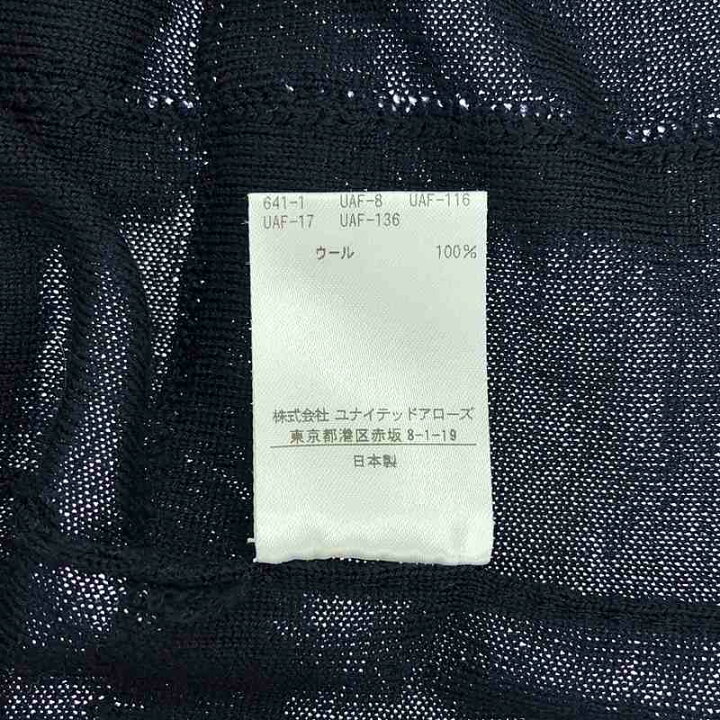 641-1 UAF-8 UAF-116
UAF-17 UAF-136
ウール 100%
株式会社 ユナイテッドアローズ
東京都港区赤坂 8-1-19
日本製